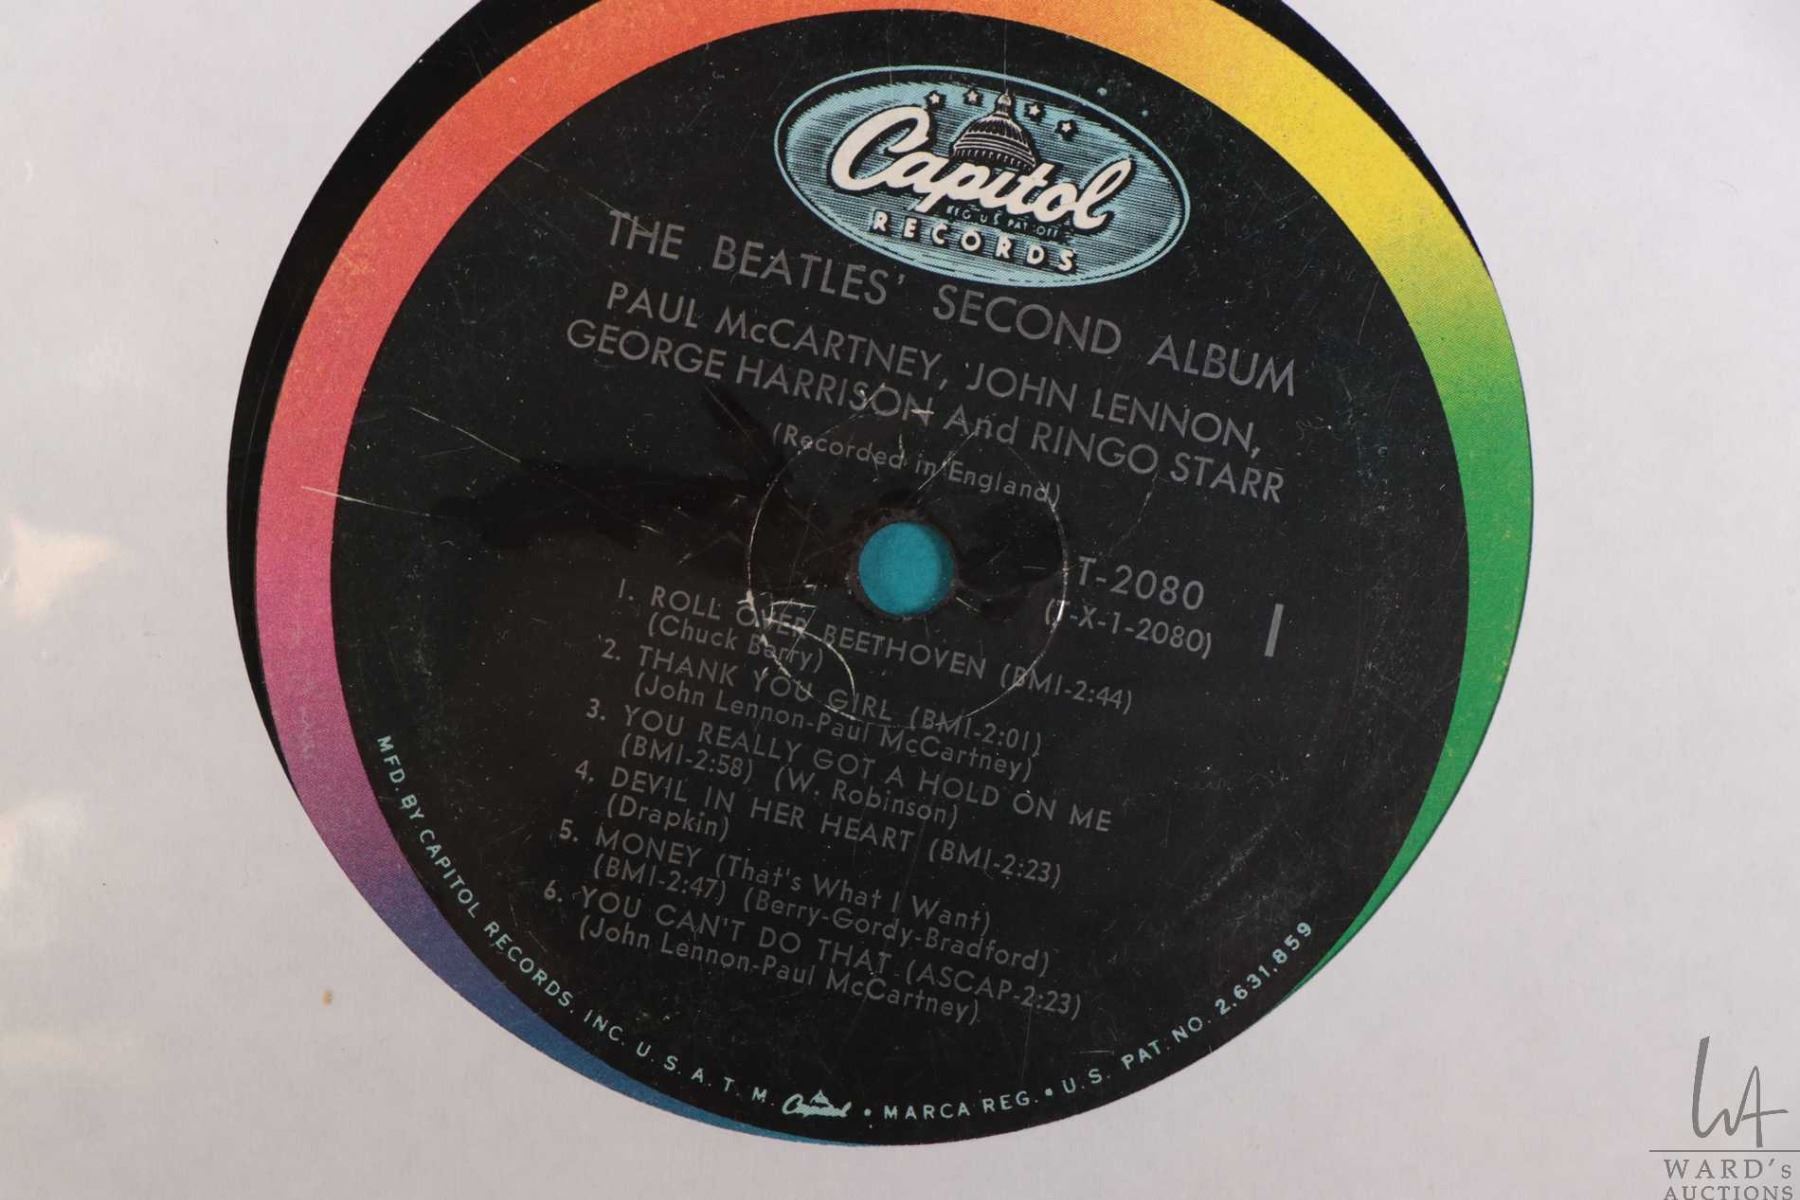 Capitol
REG. U.S. PAT. OFF.
RECORDS
THE BEATLES' SECOND ALBUM
PAUL McCARTNEY, JOHN LENNON,
GEORGE HARRISON And RINGO STARR
(Recorded in England)
T-2080
(T-X-1-2080)
1
1. ROLL OVER BEETHOVEN (BMI-2:44)
(Chuck Berry)
2. THANK YOU GIRL (BMI-2:01)
(John Lennon-Paul McCartney)
3. YOU REALLY GOT A HOLD ON ME
(BMI-2:58) (W. Robinson)
4. DEVIL IN HER HEART (BMI-2:23)
(Drapkin)
5. MONEY (That's What I Want)
(BMI-2:47) (Berry-Gordy-Bradford)
6. YOU CAN'T DO THAT (ASCAP-2:23)
(John Lennon-Paul McCartney)
MFD. BY CAPITOL RECORDS, INC. U.S.A. T.M. Capitol • MARCA REG. • U.S. PAT. NO. 2,631,859
WA
WARD's
AUCTIONS